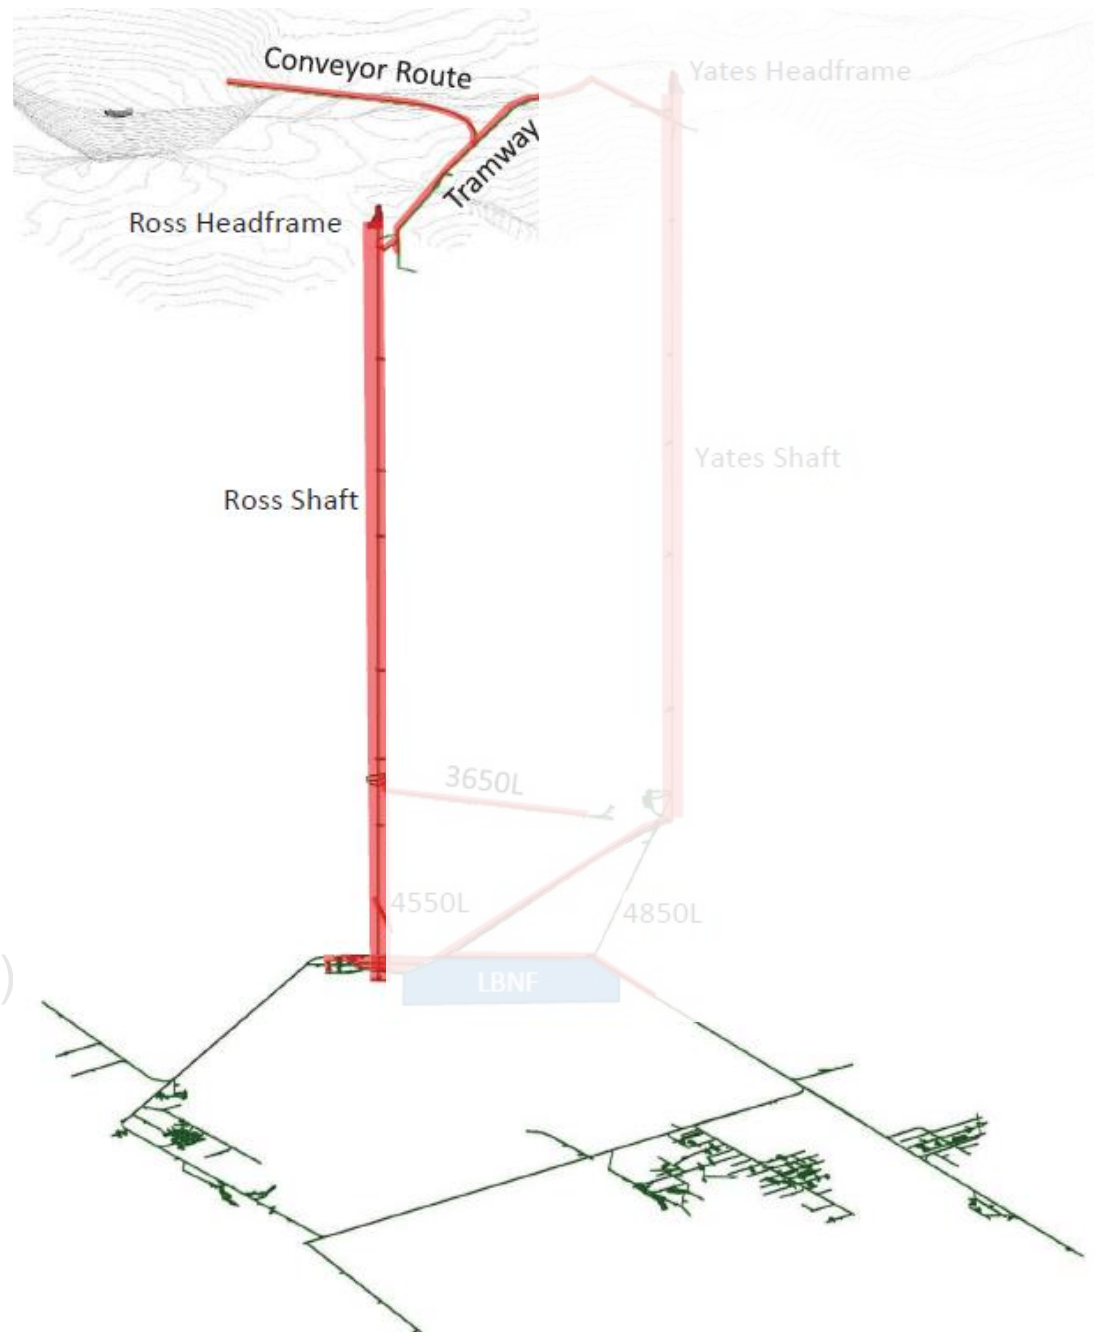 Conveyor Route
Yates Headframe
Tramway
Ross Headframe
Yates Shaft
Ross Shaft
3650L
4550L
4850L
)
LBNF